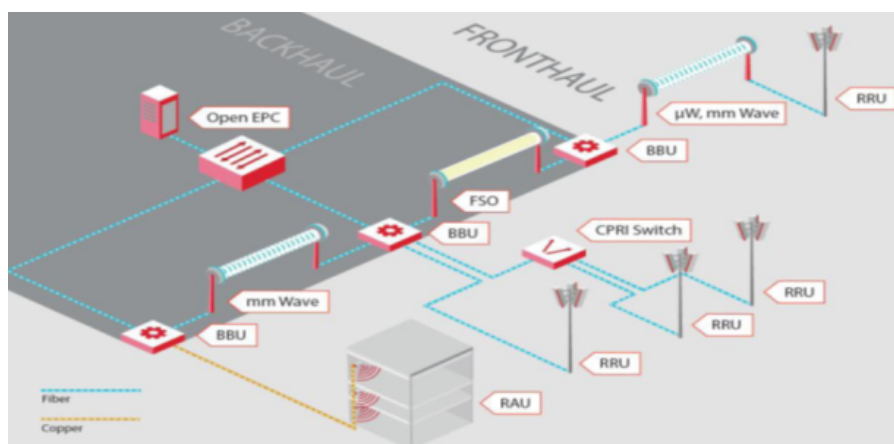 BACKHAUL
FRONTHAUL
Open EPC
μW, mm Wave
RRU
BBU
FSO
BBU
CPRI Switch
mm Wave
RRU
BBU
RRU
RRU
RAU
Fiber
Copper